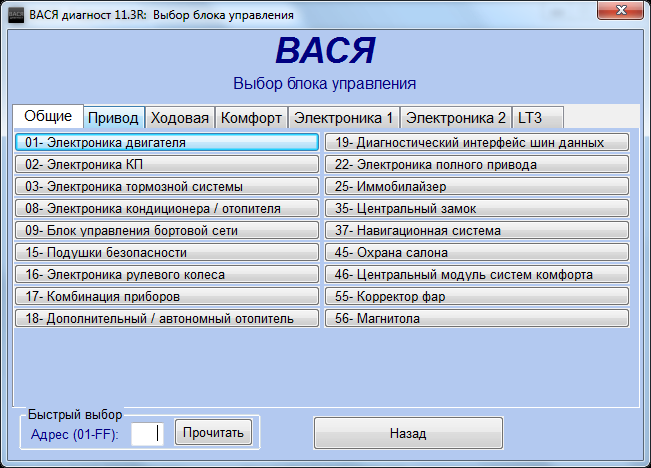 ВАСЯ диагност 11.3R: Выбор блока управления
ВАСЯ
Выбор блока управления
Общие Привод Ходовая Комфорт Электроника 1 Электроника 2 LT3
01- Электроника двигателя
02- Электроника КП
03- Электроника тормозной системы
08- Электроника кондиционера / отопителя
09- Блок управления бортовой сети
15- Подушки безопасности
16- Электроника рулевого колеса
17- Комбинация приборов
18- Дополнительный / автономный отопитель
19- Диагностический интерфейс шин данных
22- Электроника полного привода
25- Иммобилайзер
35- Центральный замок
37- Навигационная система
45- Охрана салона
46- Центральный модуль систем комфорта
55- Корректор фар
56- Магнитола
Быстрый выбор
Адрес (01-FF): Прочитать
Назад